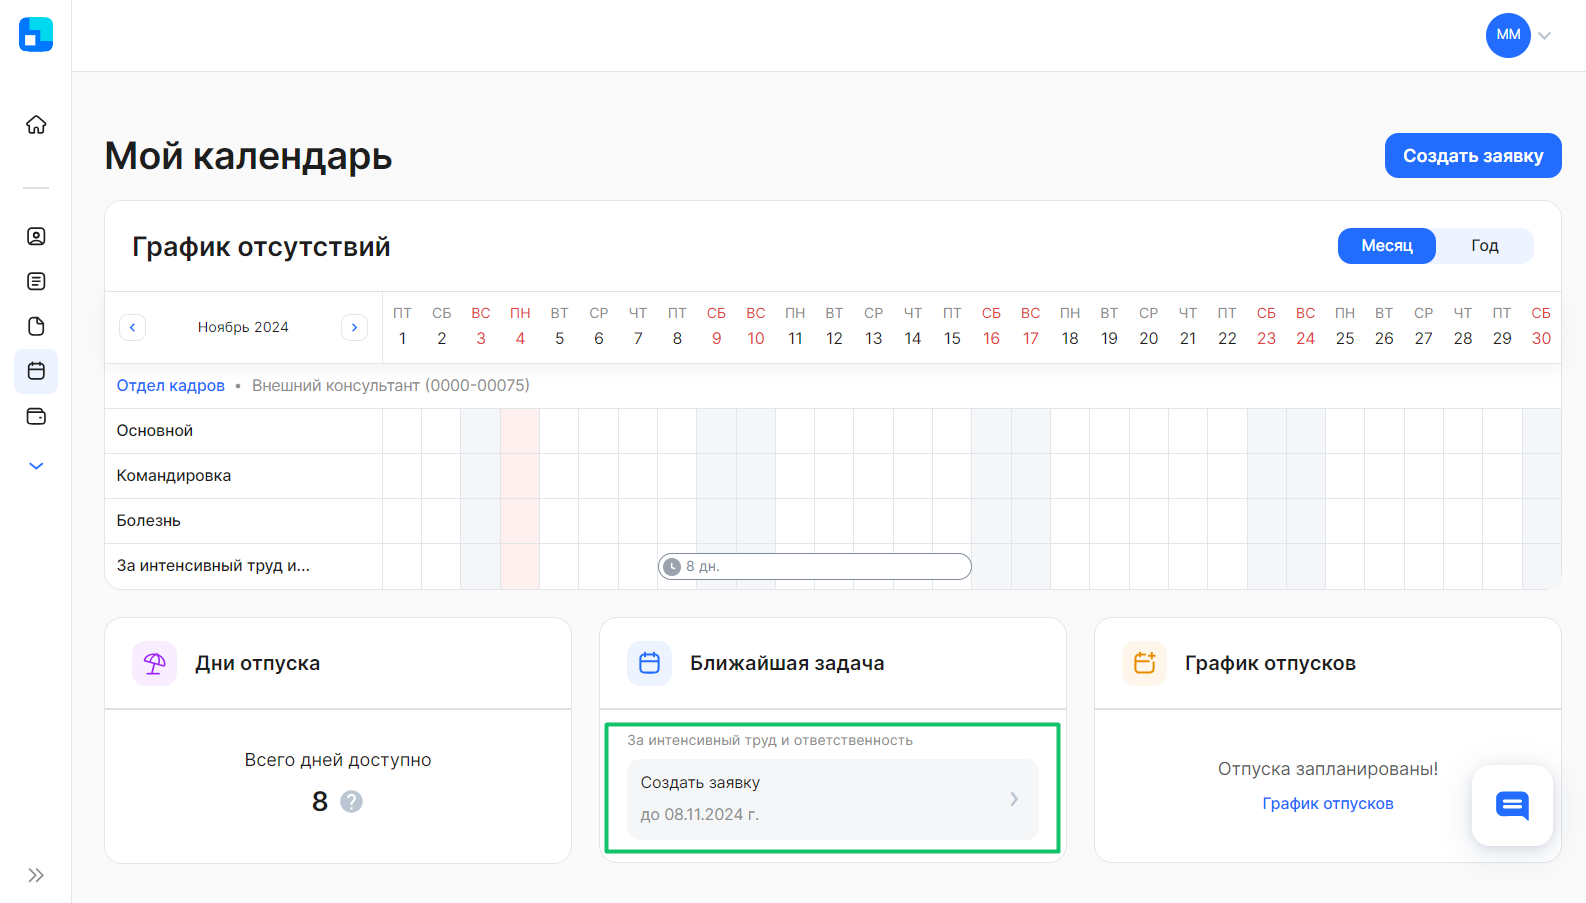 ММ
Мой календарь
Создать заявку
График отсутствий
Месяц
Год
Ноябрь 2024
ПТ СБ ВС ПН ВТ СР ЧТ ПТ СБ ВС ПН ВТ СР ЧТ ПТ СБ ВС ПН ВТ СР ЧТ ПТ СБ ВС ПН ВТ СР ЧТ ПТ СБ
1 2 3 4 5 6 7 8 9 10 11 12 13 14 15 16 17 18 19 20 21 22 23 24 25 26 27 28 29 30
Отдел кадров • Внешний консультант (0000-00075)
Основной
Командировка
Болезнь
За интенсивный труд и...
8 дн.
Дни отпуска
Всего дней доступно
8 ?
Ближайшая задача
За интенсивный труд и ответственность
Создать заявку
до 08.11.2024 г.
График отпусков
Отпуска запланированы!
График отпусков